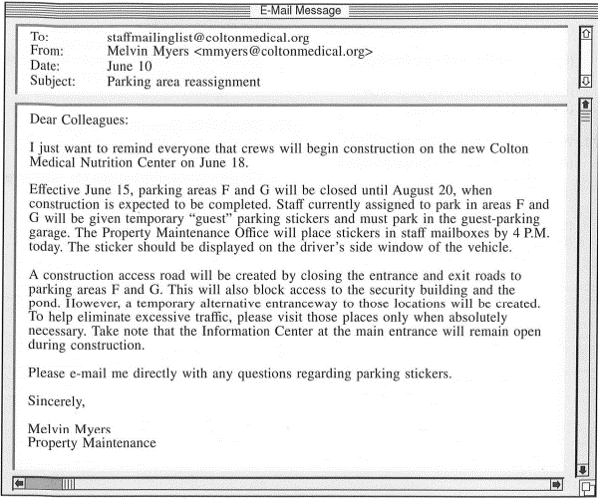 E-Mail Message
To: staffmailinglist@coltonmedical.org
From: Melvin Myers <mmyers@coltonmedical.org>
Date: June 10
Subject: Parking area reassignment
Dear Colleagues:
I just want to remind everyone that crews will begin construction on the new Colton
Medical Nutrition Center on June 18.
Effective June 15, parking areas F and G will be closed until August 20, when
construction is expected to be completed. Staff currently assigned to park in areas F and
G will be given temporary “guest” parking stickers and must park in the guest-parking
garage. The Property Maintenance Office will place stickers in staff mailboxes by 4 P.M.
today. The sticker should be displayed on the driver’s side window of the vehicle.
A construction access road will be created by closing the entrance and exit roads to
parking areas F and G. This will also block access to the security building and the
pond. However, a temporary alternative entranceway to those locations will be created.
To help eliminate excessive traffic, please visit those places only when absolutely
necessary. Take note that the Information Center at the main entrance will remain open
during construction.
Please e-mail me directly with any questions regarding parking stickers.
Sincerely,
Melvin Myers
Property Maintenance